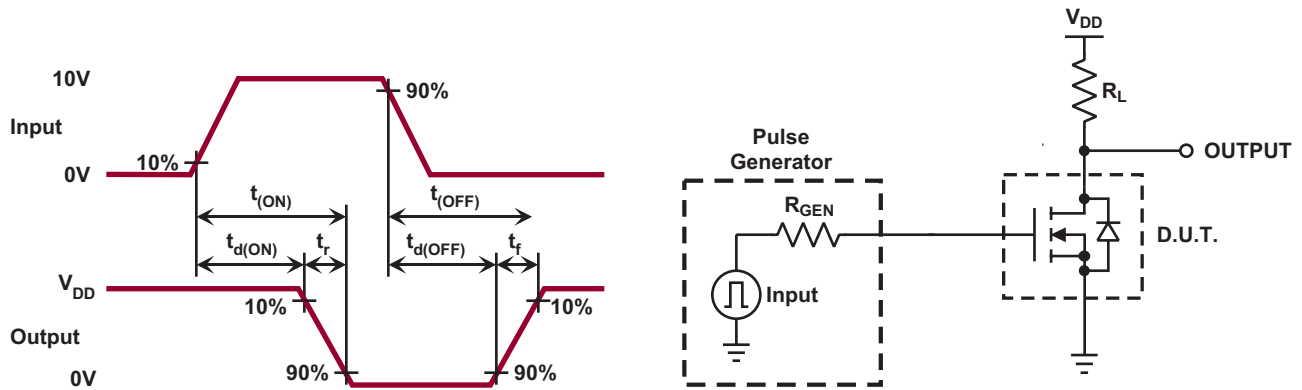 10V
90%
Input
10%
0V
t(ON)
t(OFF)
td(ON)
tr
td(OFF)
tf
VDD
10%
10%
Output
90%
90%
0V
VDD
RL
Pulse
Generator
OUTPUT
RGEN
D.U.T.
Input